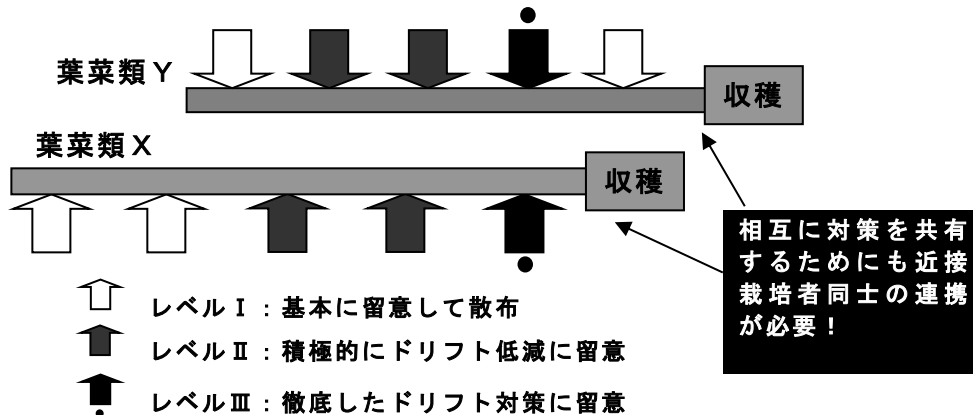 葉菜類Y
収穫
葉菜類X
収穫
相互に対策を共有
するためにも近接
栽培者同士の連携
が必要！
レベルⅠ：基本に留意して散布
レベルⅡ：積極的にドリフト低減に留意
レベルⅢ：徹底したドリフト対策に留意